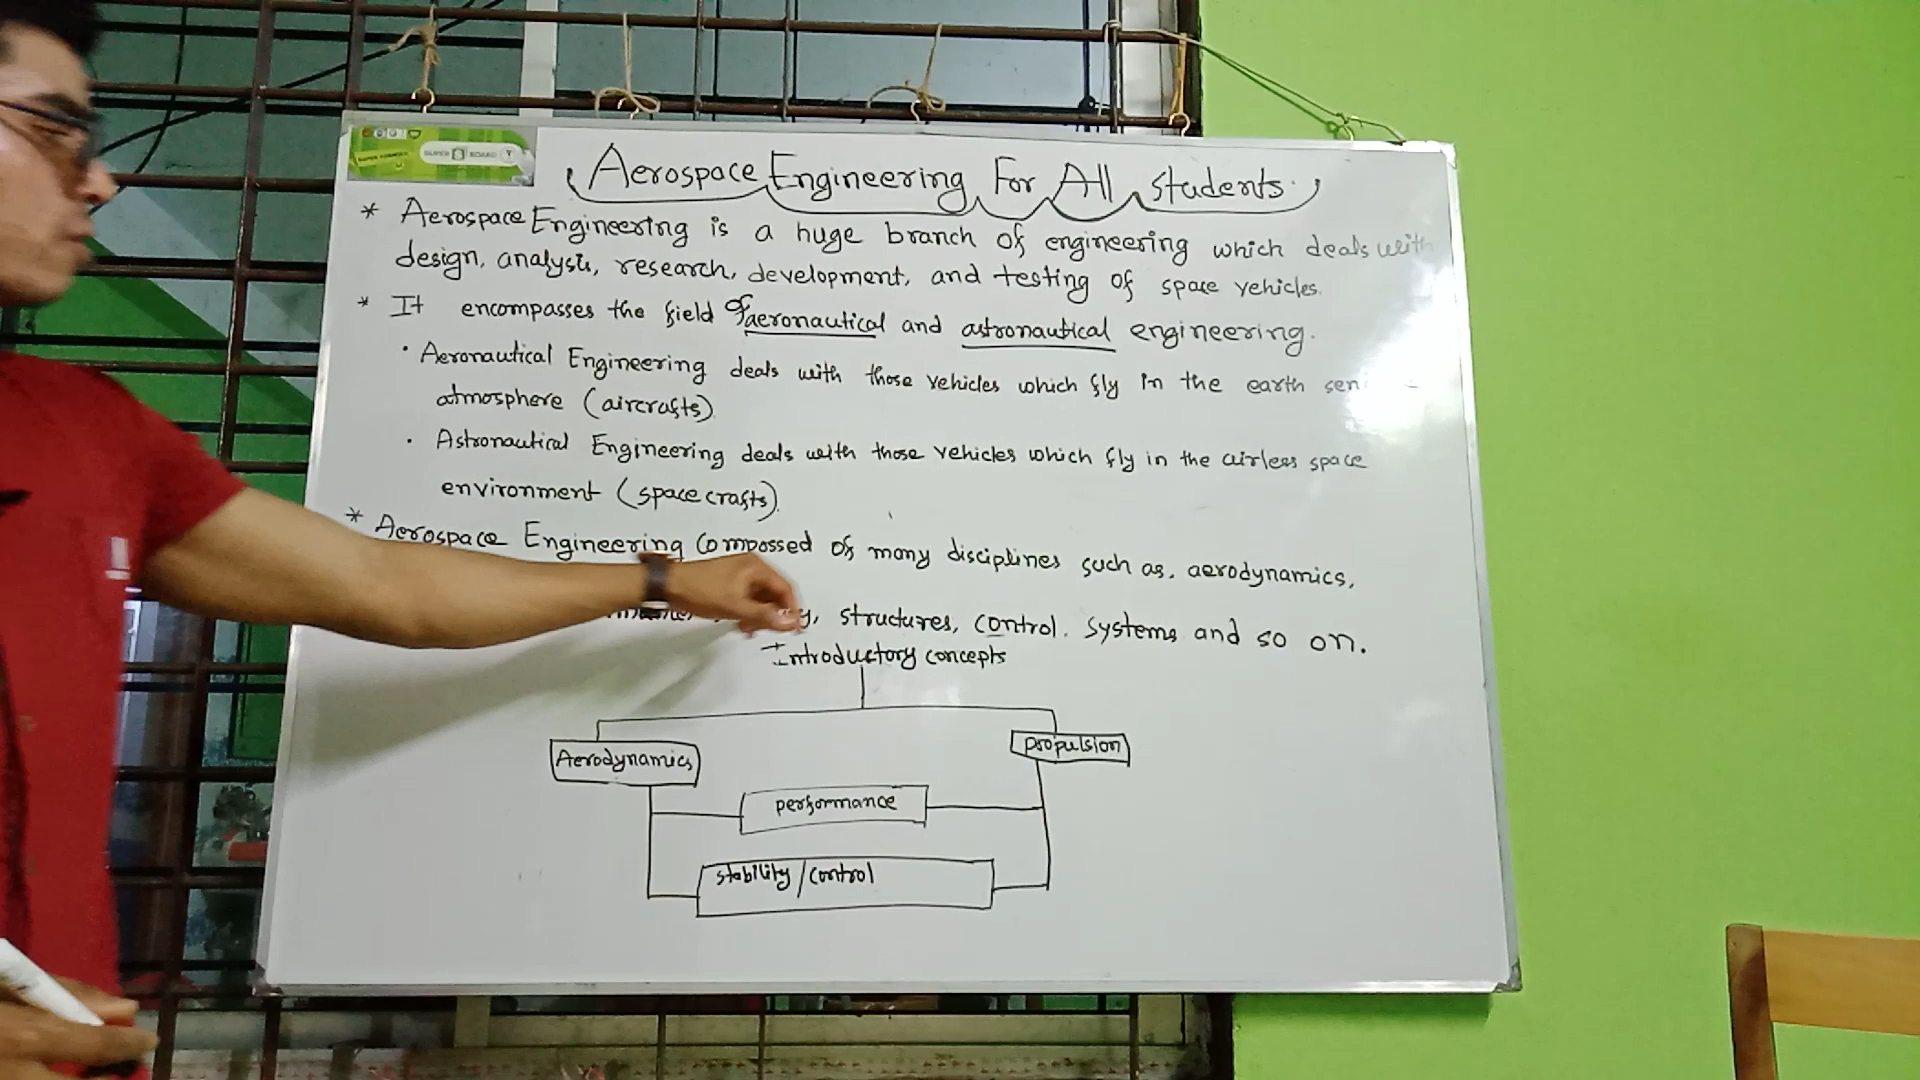 SUPER BOARD
Aerospace Engineering For All students.
* Aerospace Engineering is a huge branch of engineering which deals with
design, analysis, research, development, and testing of space vehicles.
* It encompasses the field of aeronautical and astronautical engineering.
• Aeronautical Engineering deals with those vehicles which fly in the earth sen
atmosphere (aircrafts).
• Astronautical Engineering deals with those vehicles which fly in the airless space
environment (spacecrafts).
* Aerospace Engineering Compossed of many disciplines such as, aerodynamics,
structures, control, systems and so on.
Introductory concepts
Aerodynamics propulsion
performance
stability/control